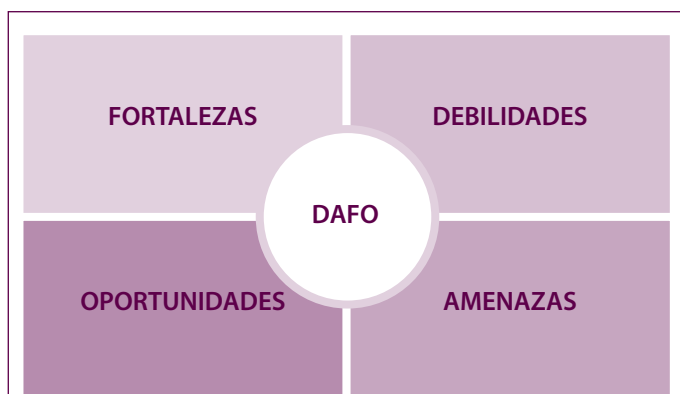 FORTALEZAS
DEBILIDADES
DAFO
OPORTUNIDADES
AMENAZAS